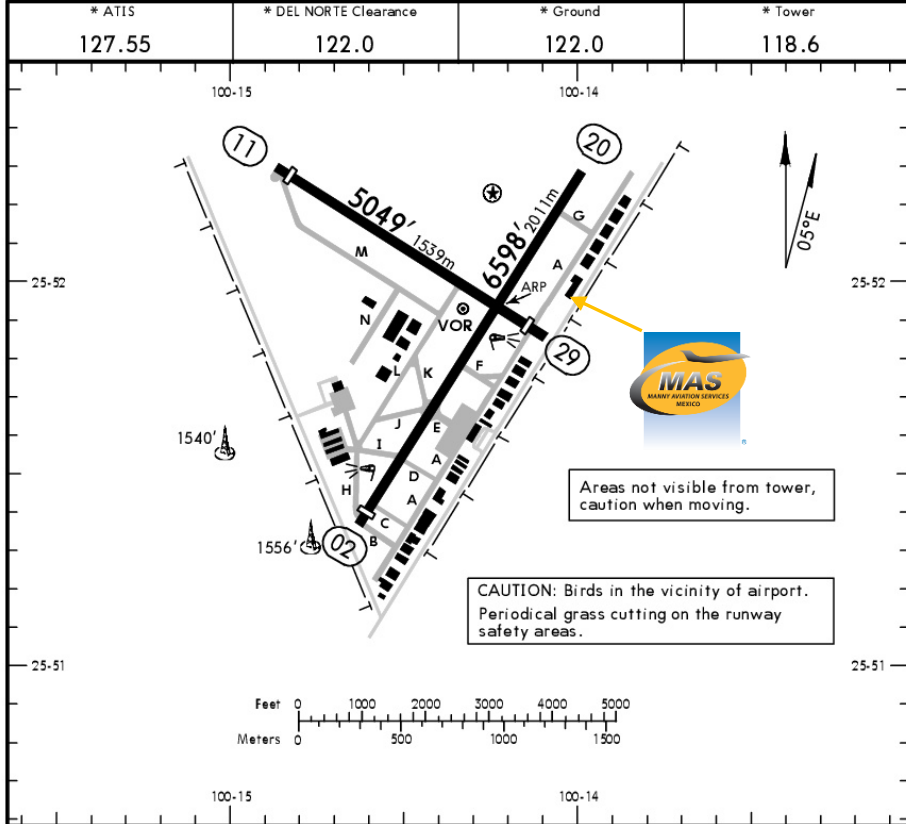 * ATIS
127.55
* DEL NORTE Clearance
122.0
* Ground
122.0
* Tower
118.6
100-15
100-14
11
20
5049'
1539m
6598'
2011m
G
05°E
A
M
25-52
25-52
ARP
VOR
N
29
F
L
K
MAS
MANNY AVIATION SERVICES
MEXICO
®
J
E
1540'
I
A
D
H
A
C
B
1556'
02
Areas not visible from tower,
caution when moving.
CAUTION: Birds in the vicinity of airport.
Periodical grass cutting on the runway
safety areas.
25-51
25-51
Feet 0 1000 2000 3000 4000 5000
Meters 0 500 1000 1500
100-15
100-14